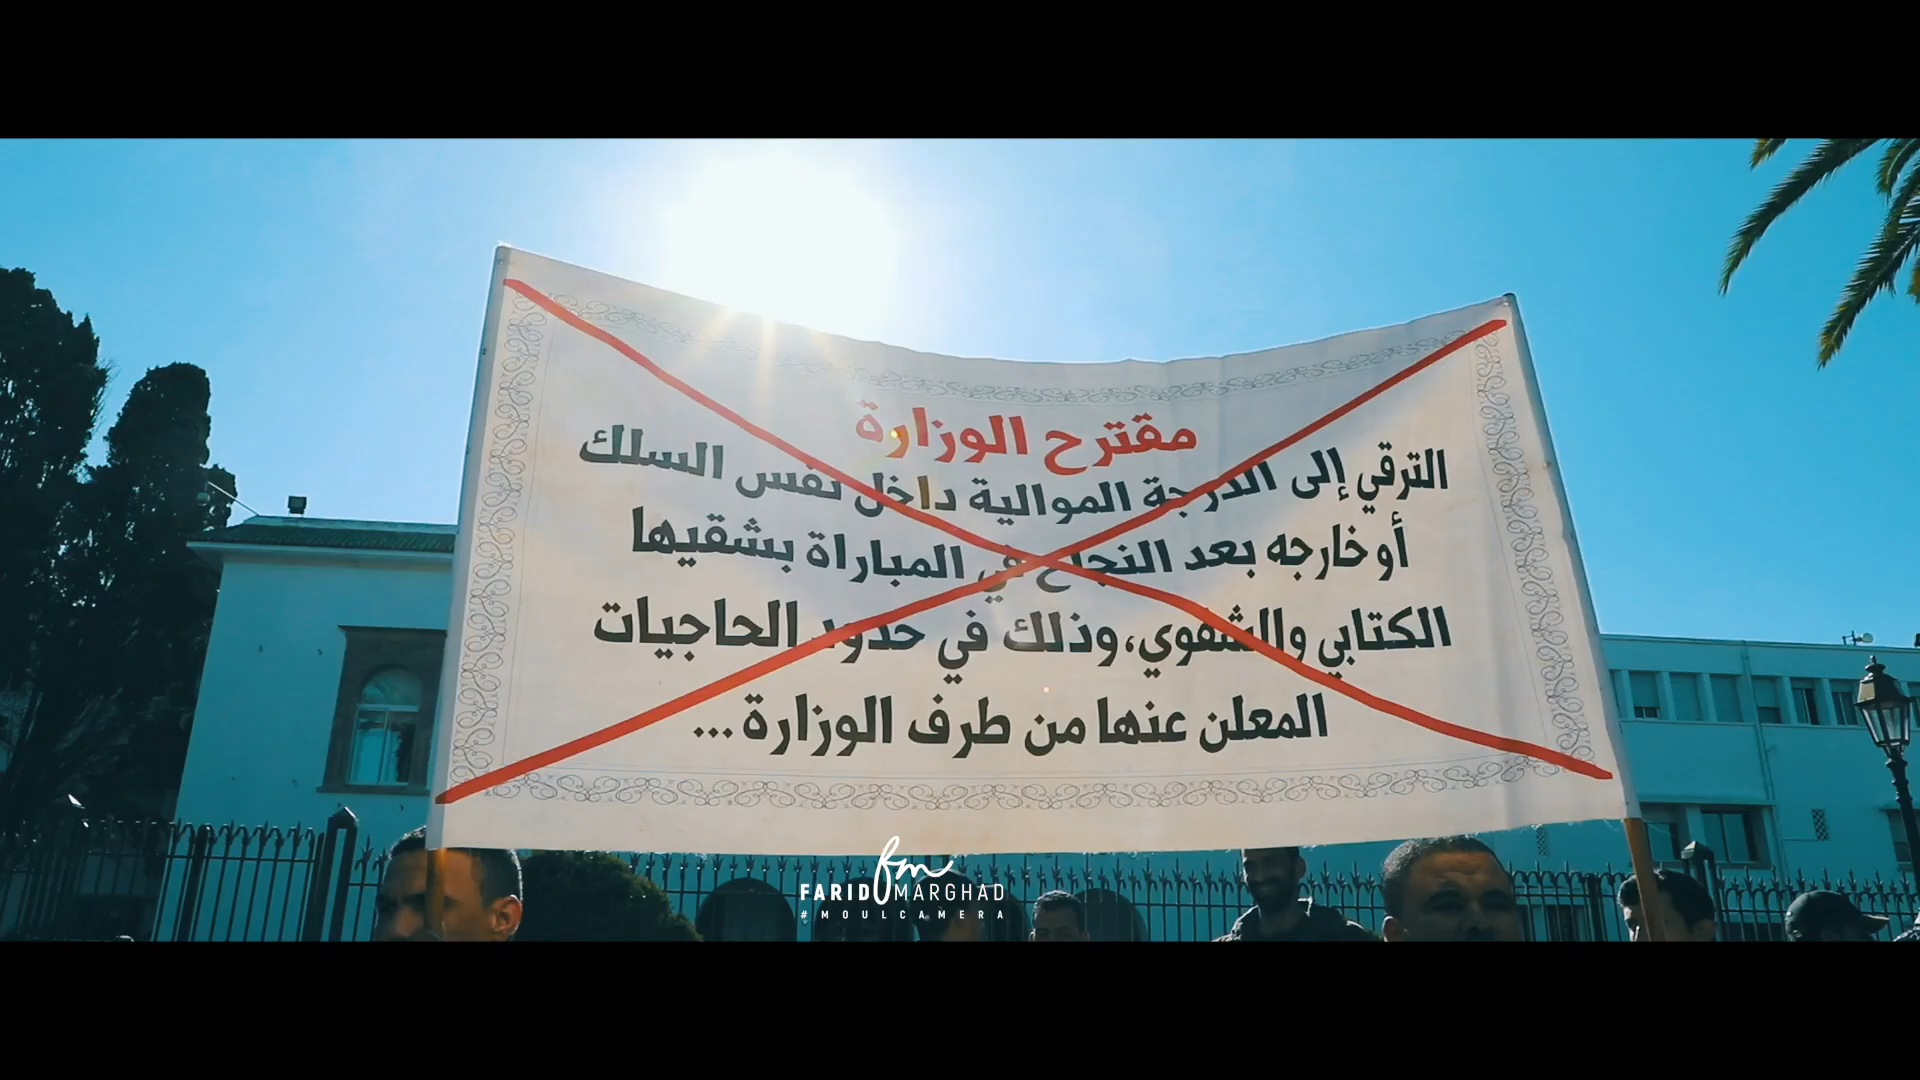 مقترح الوزارة
الترقي إلى الدرجة الموالية داخل نفس السلك
أو خارجه بعد النجاح في المباراة بشقيها
الكتابي والشفوي، وذلك في حدود الحاجيات
المعلن عنها من طرف الوزارة ...
fm
FARID MARGHAD
#MOULCAMERA